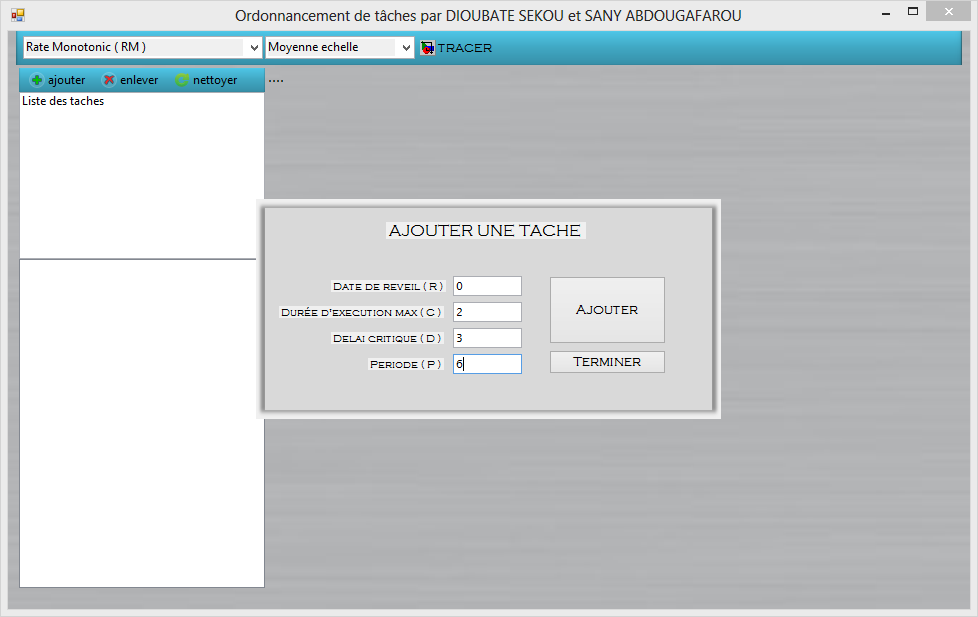 Ordonnancement de tâches par DIOUBATE SEKOU et SANY ABDOUGAFAROU
Rate Monotonic ( RM ) Moyenne echelle TRACER
ajouter enlever nettoyer ....
Liste des taches
AJOUTER UNE TACHE
DATE DE REVEIL ( R ) 0
DURÉE D'EXECUTION MAX ( C ) 2
DELAI CRITIQUE ( D ) 3
PERIODE ( P ) 6
AJOUTER
TERMINER